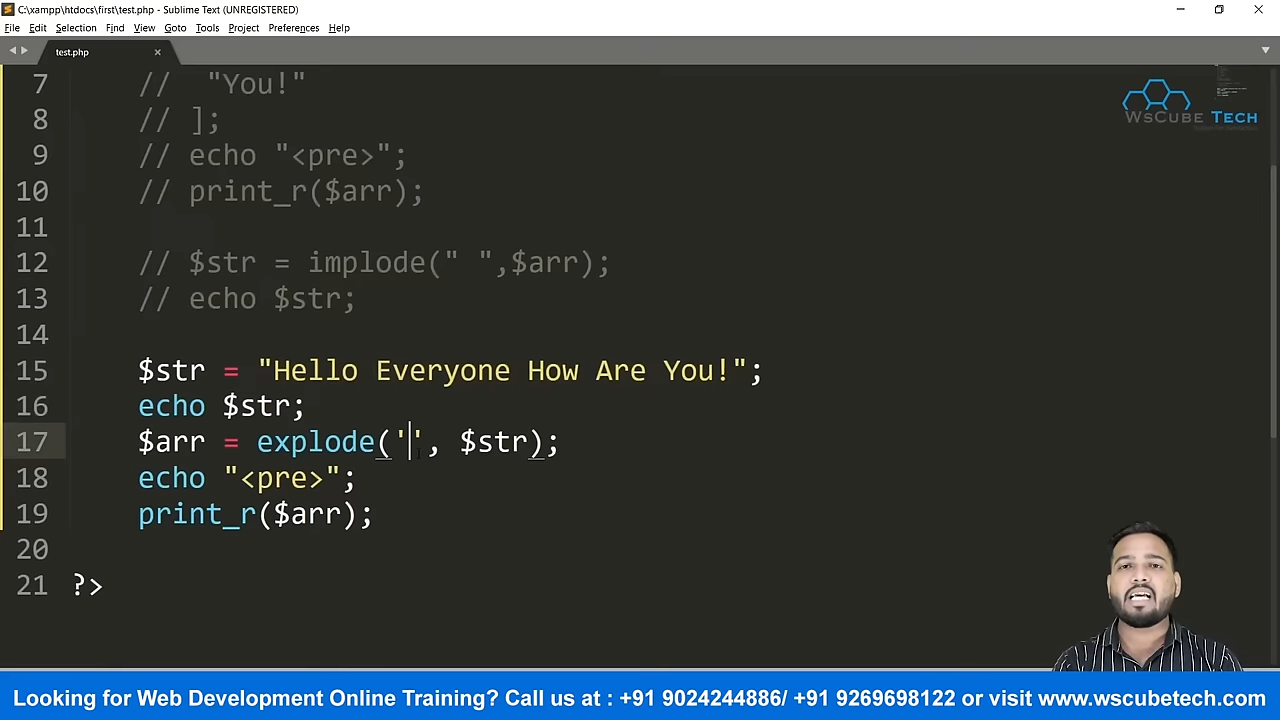 C:\xampp\htdocs\first\test.php - Sublime Text (UNREGISTERED)
File Edit Selection Find View Goto Tools Project Preferences Help
test.php ×
7 // "You!"
8 // ];
9 // echo "<pre>";
10 // print_r($arr);
11
12 // $str = implode(" ",$arr);
13 // echo $str;
14
15 $str = "Hello Everyone How Are You!";
16 echo $str;
17 $arr = explode('', $str);
18 echo "<pre>";
19 print_r($arr);
20
21 ?>
WsCube Tech
Looking for Web Development Online Training? Call us at : +91 9024244886/ +91 9269698122 or visit www.wscubetech.com